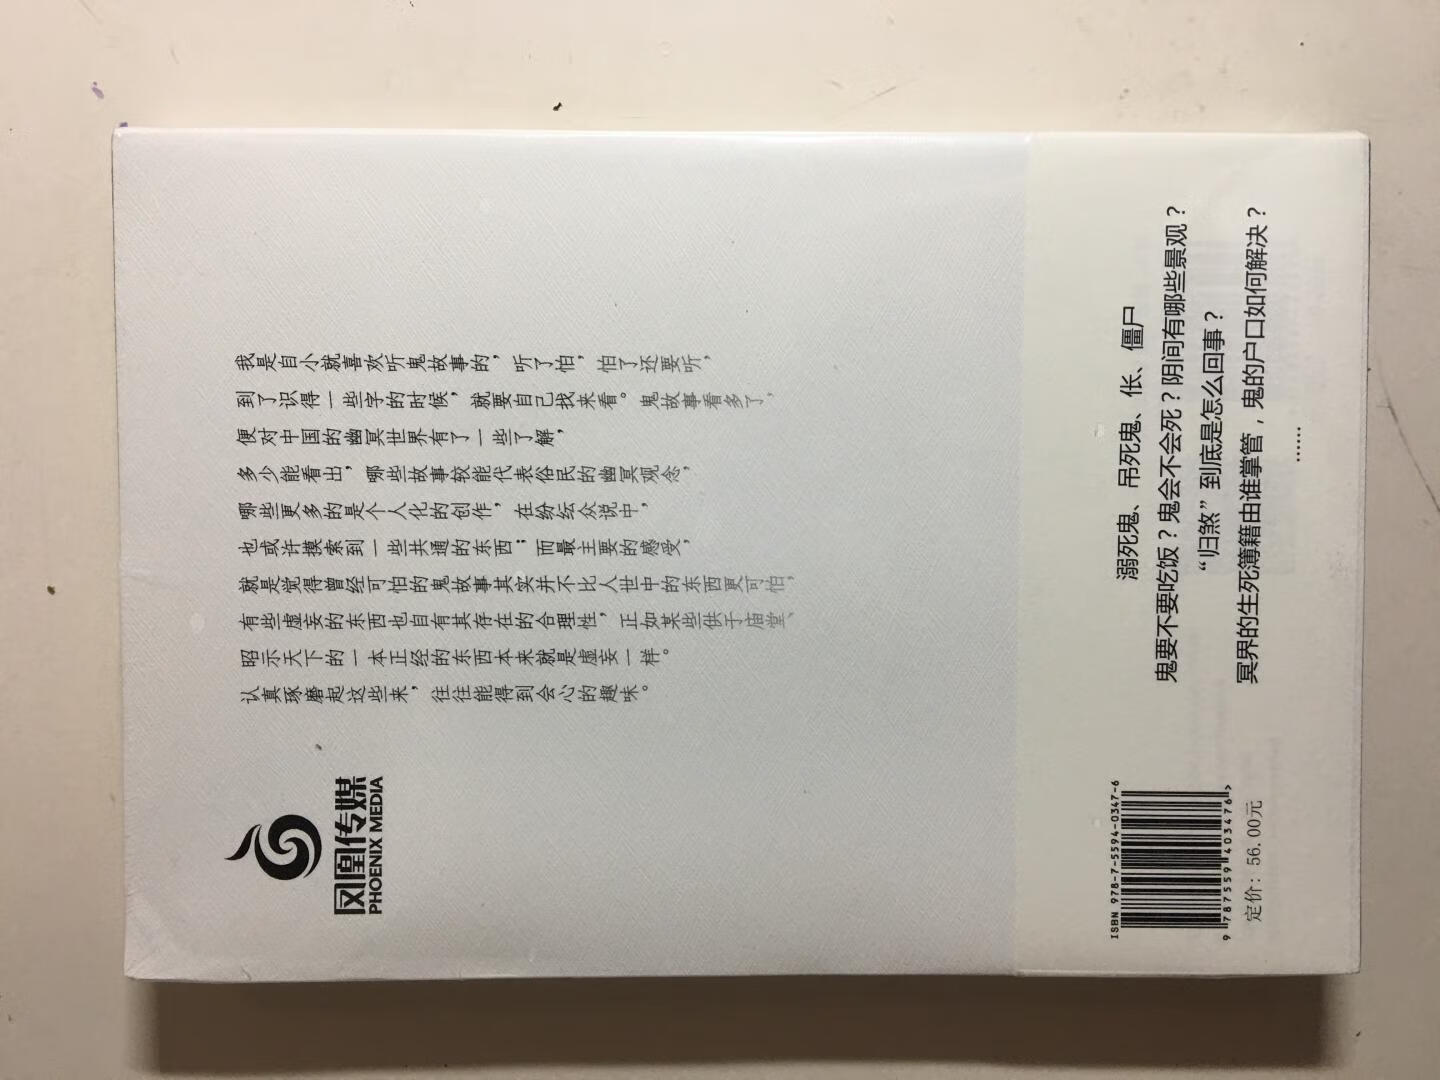 凤凰传媒
PHOENIX MEDIA
我是自小就喜欢听鬼故事的，听了怕，怕了还要听，
到了识得一些字的时候，就要自己找来看。鬼故事看多了，
便对中国的幽冥世界有了一些了解，
多少能看出，哪些故事较能代表俗民的幽冥观念，
哪些更多的是个人化的创作，在纷纭众说中，
也或许摸索到一些共通的东西；而最主要的感受，
就是觉得曾经可怕的鬼故事其实并不比人世中的东西更可怕，
有些虚妄的东西也自有其存在的合理性，正如某些供于庙堂、
昭示天下的一本正经的东西本来就是虚妄一样。
认真琢磨起这些来，往往能得到会心的趣味。
溺死鬼、吊死鬼、伥、僵尸
鬼要不要吃饭？鬼会不会死？阴间有哪些景观？
“归煞”到底是怎么回事？
冥界的生死簿籍由谁掌管，鬼的户口如何解决？
……
ISBN 978-7-5594-0347-6
9 787559 403476 >
定价：56.00元